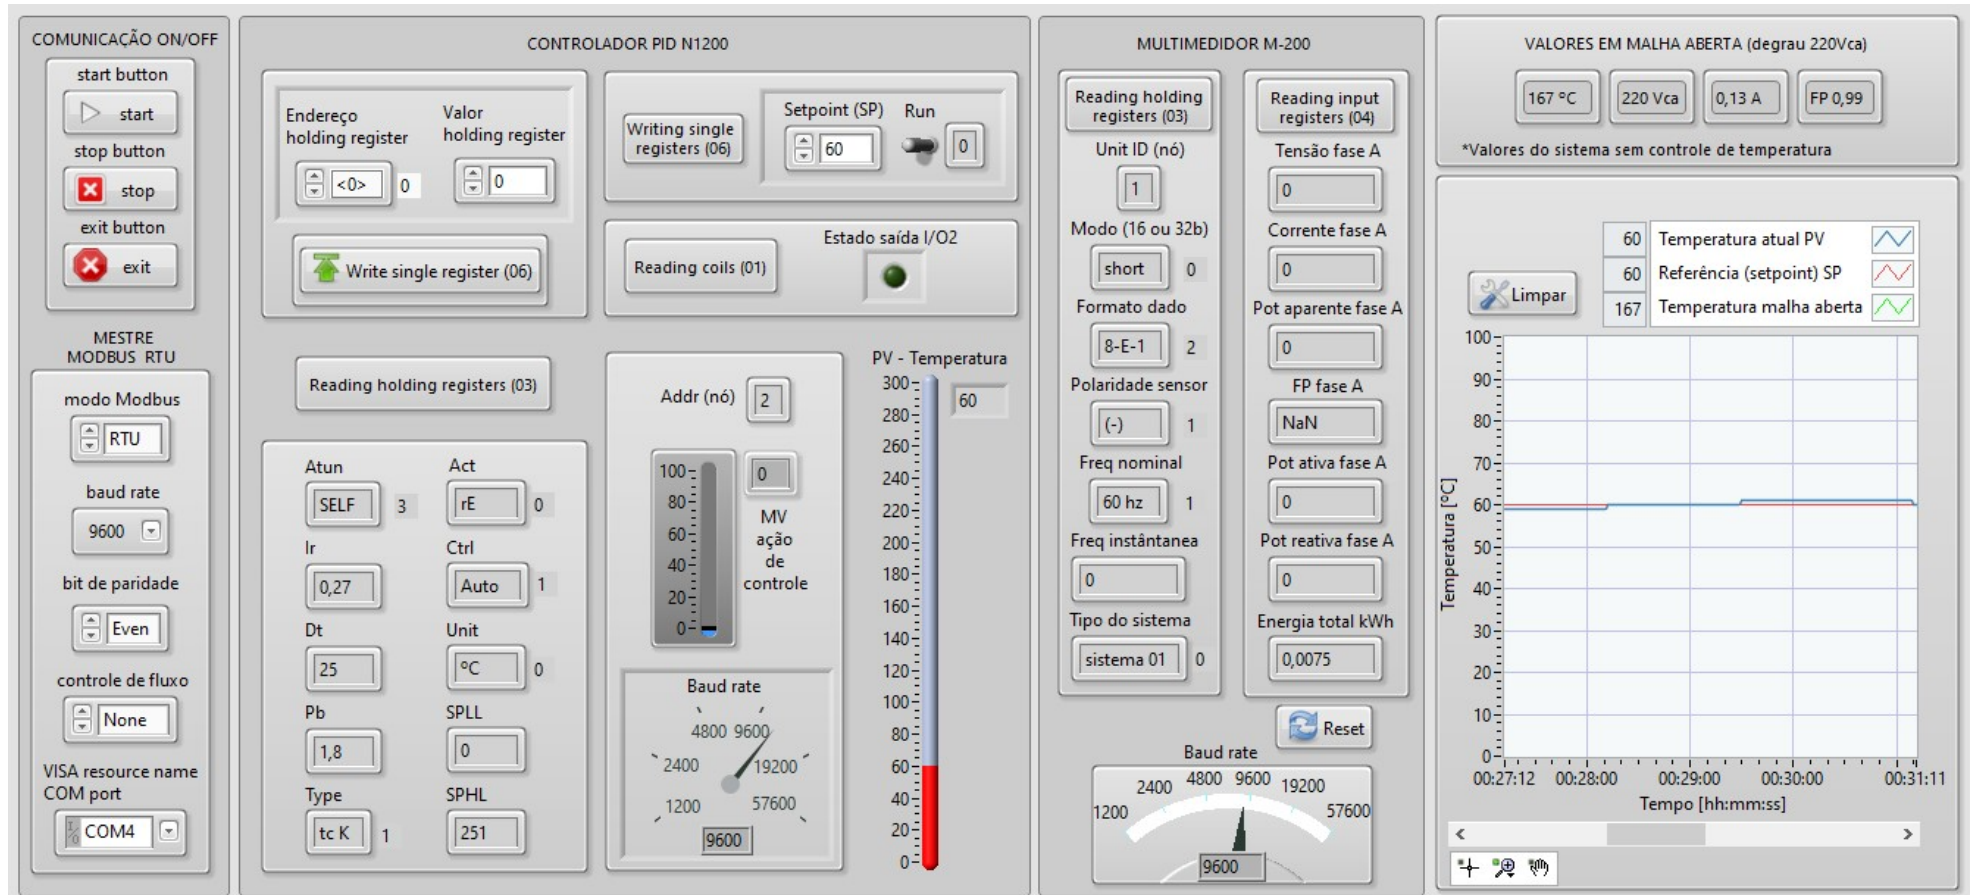 COMUNICAÇÃO ON/OFF
start button
start
stop button
stop
exit button
exit
MESTRE
MODBUS RTU
modo Modbus
RTU
baud rate
9600
bit de paridade
Even
controle de fluxo
None
VISA resource name
COM port
COM4
CONTROLADOR PID N1200
Endereço
holding register
<0>
0
Valor
holding register
0
Write single register (06)
Writing single
registers (06)
Setpoint (SP)
60
Run
0
Reading coils (01)
Estado saída I/O2
Reading holding registers (03)
Atun
SELF
3
Act
rE
0
Ir
0,27
Ctrl
Auto
1
Dt
25
Unit
ºC
0
Pb
1,8
SPLL
0
Type
tc K
1
SPHL
251
Addr (nó)
2
100
80
60
40
20
0
0
MV
ação
de
controle
Baud rate
1200
2400
4800
9600
19200
57600
9600
PV - Temperatura
60
300
280
260
240
220
200
180
160
140
120
100
80
60
40
20
0
MULTIMEDIDOR M-200
Reading holding
registers (03)
Unit ID (nó)
1
Modo (16 ou 32b)
short
0
Formato dado
8-E-1
2
Polaridade sensor
(-)
1
Freq nominal
60 hz
1
Freq instântanea
0
Tipo do sistema
sistema 01
0
Reading input
registers (04)
Tensão fase A
0
Corrente fase A
0
Pot aparente fase A
0
FP fase A
NaN
Pot ativa fase A
0
Pot reativa fase A
0
Energia total kWh
0,0075
Reset
Baud rate
1200
2400
4800
9600
19200
57600
9600
VALORES EM MALHA ABERTA (degrau 220Vca)
167 ºC
220 Vca
0,13 A
FP 0,99
*Valores do sistema sem controle de temperatura
Limpar
60 Temperatura atual PV
60 Referência (setpoint) SP
167 Temperatura malha aberta
Temperatura [ºC]
100
90
80
70
60
50
40
30
20
10
0
00:27:12 00:28:00 00:29:00 00:30:00 00:31:11
Tempo [hh:mm:ss]